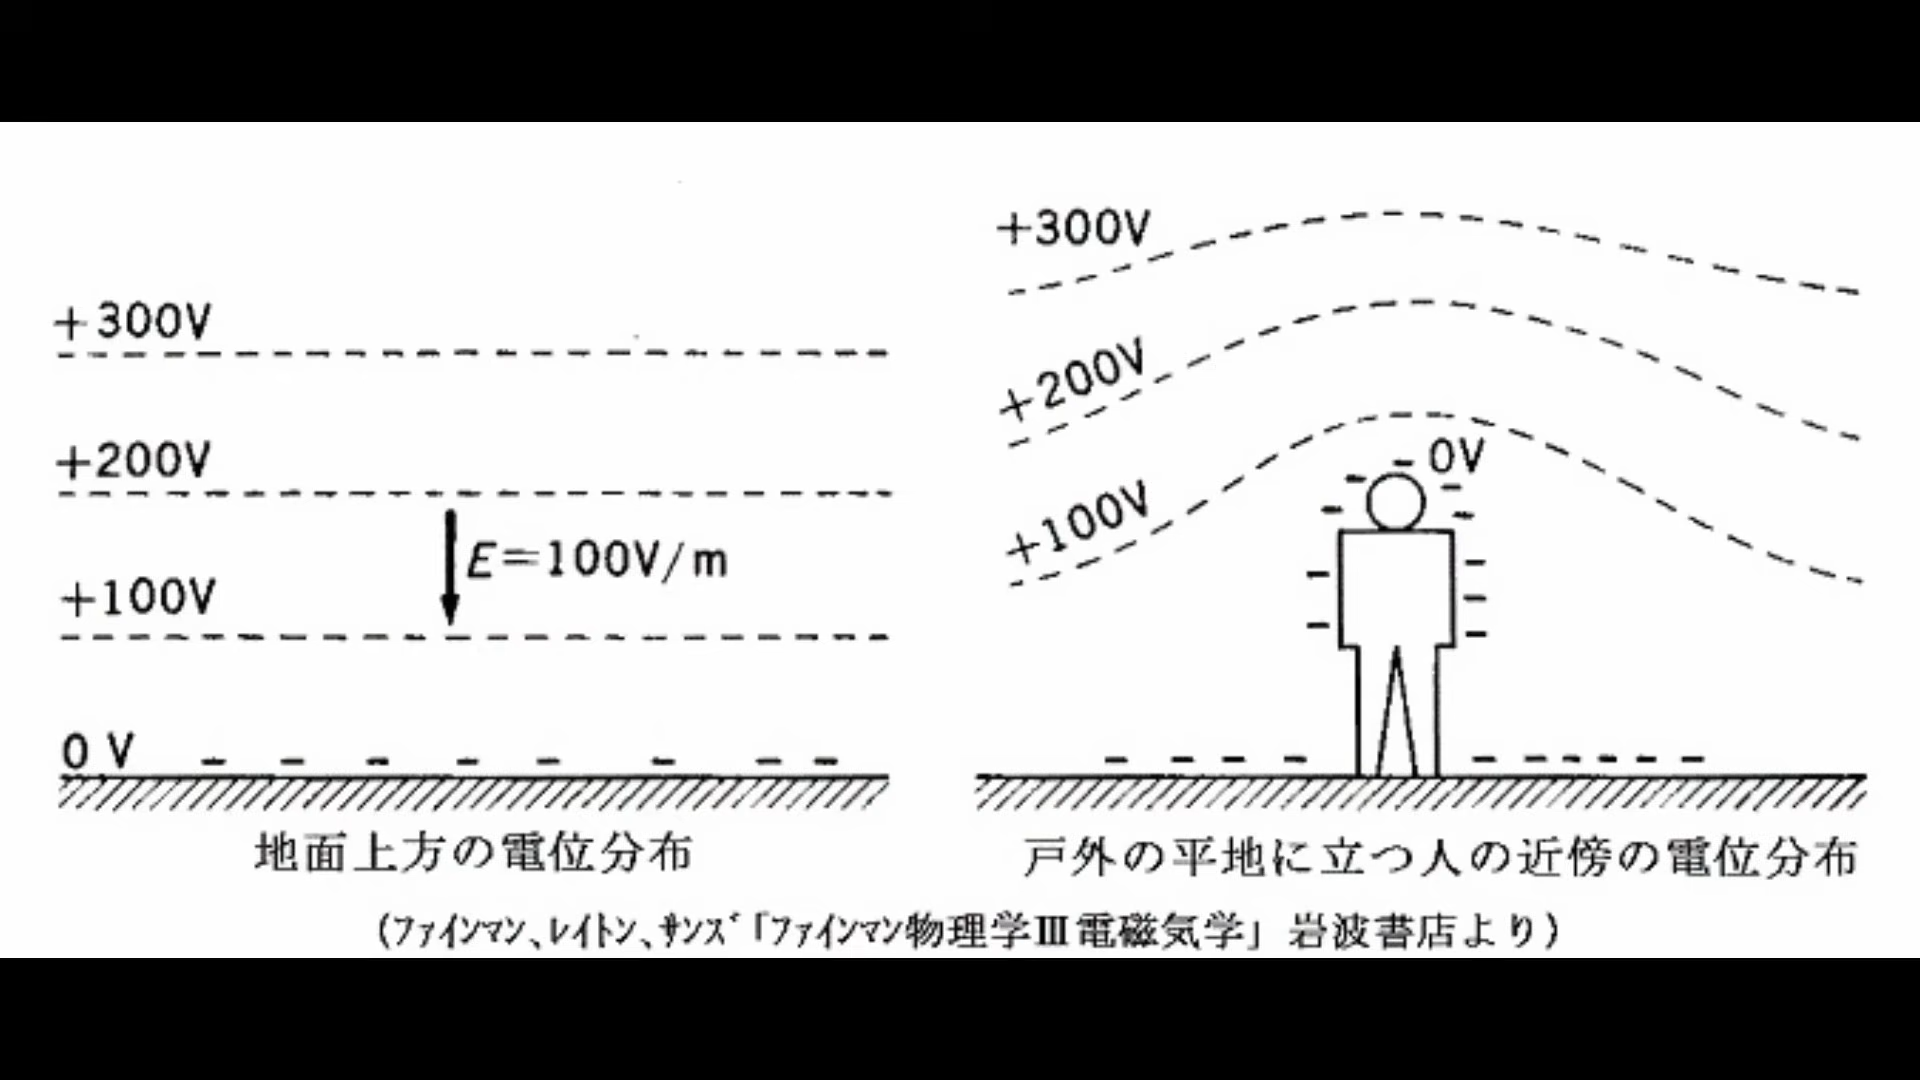 +300V
+200V
E=100V/m
+100V
0 V
地面上方の電位分布
+300V
+200V
+100V
0V
戸外の平地に立つ人の近傍の電位分布
(ファインマン、レイトン、サンズ「ファインマン物理学Ⅲ電磁気学」岩波書店より)